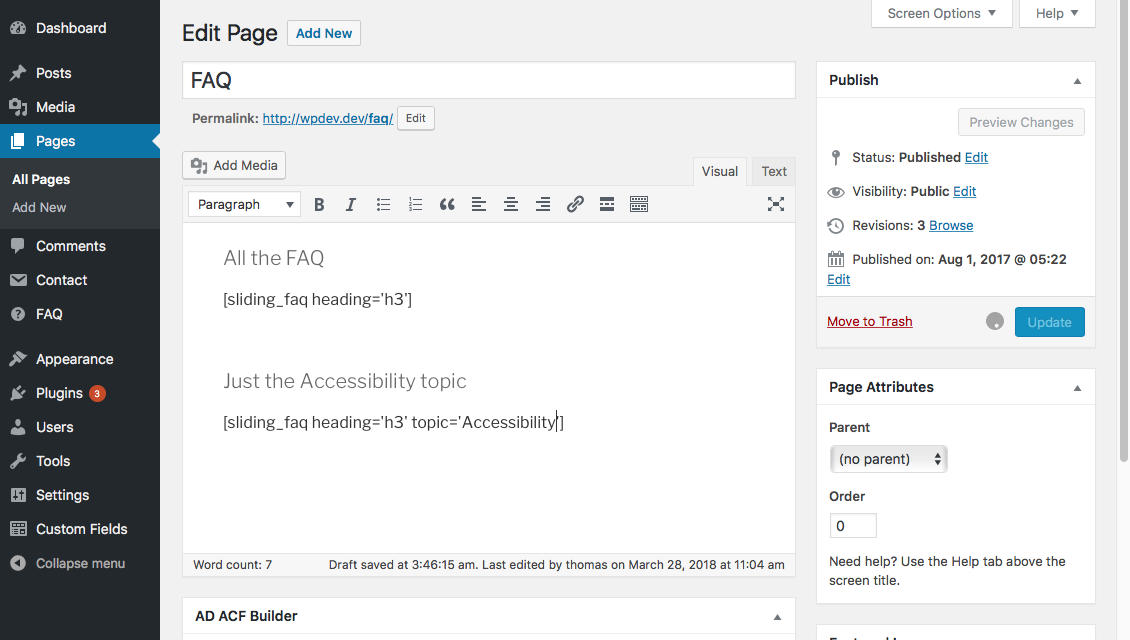 Dashboard
Posts
Media
Pages
All Pages
Add New
Comments
Contact
FAQ
Appearance
Plugins 3
Users
Tools
Settings
Custom Fields
Collapse menu
Screen Options
Help
Edit Page Add New
FAQ
Permalink: http://wpdev.dev/faq/ Edit
Add Media
Visual Text
Paragraph B I
All the FAQ
[sliding_faq heading='h3']
Just the Accessibility topic
[sliding_faq heading='h3' topic='Accessibility']
Word count: 7 Draft saved at 3:46:15 am. Last edited by thomas on March 28, 2018 at 11:04 am
AD ACF Builder
Publish
Preview Changes
Status: Published Edit
Visibility: Public Edit
Revisions: 3 Browse
Published on: Aug 1, 2017 @ 05:22
Edit
Move to Trash Update
Page Attributes
Parent
(no parent)
Order
0
Need help? Use the Help tab above the
screen title.